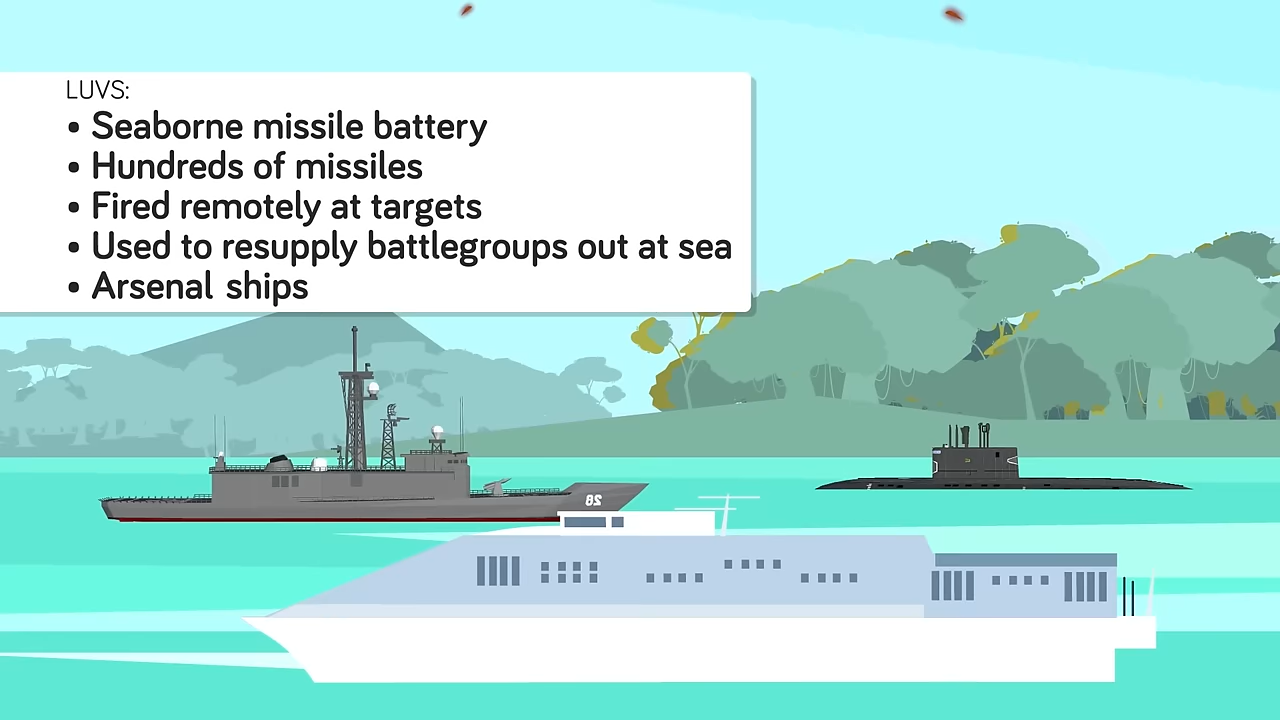 LUVS:
• Seaborne missile battery
• Hundreds of missiles
• Fired remotely at targets
• Used to resupply battlegroups out at sea
• Arsenal ships
28